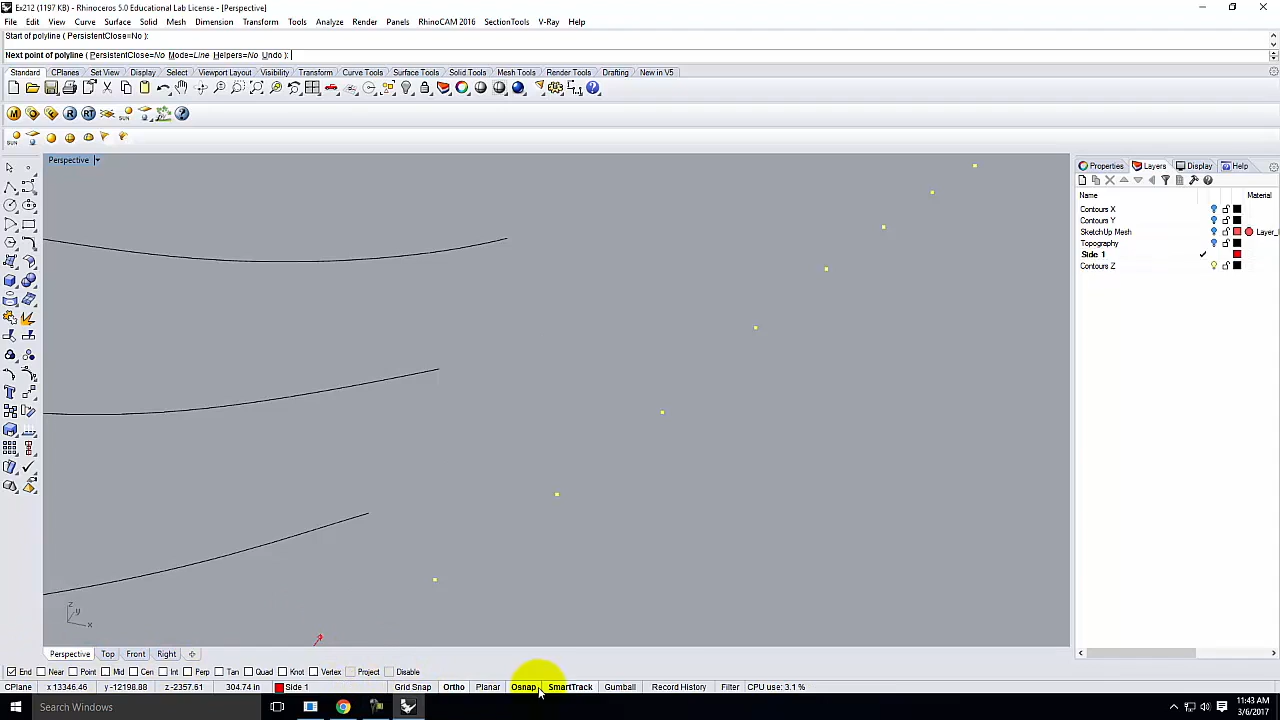 Ex212 (1197 KB) - Rhinoceros 5.0 Educational Lab License - [Perspective]
File Edit View Curve Surface Solid Mesh Dimension Transform Tools Analyze Render Panels RhinoCAM 2016 SectionTools V-Ray Help
Start of polyline ( PersistentClose=No ):
Next point of polyline ( PersistentClose=No Mode=Line Helpers=No Undo ):
Standard CPlanes Set View Display Select Viewport Layout Visibility Transform Curve Tools Surface Tools Solid Tools Mesh Tools Render Tools Drafting New in V5
M R RT SUN
SUN
Perspective
Properties Layers Display Help
Name Material
Contours X
Contours Y
SketchUp Mesh Layer_
Topography
Side 1
Contours Z
z
y
x
Perspective Top Front Right
End Near Point Mid Cen Int Perp Tan Quad Knot Vertex Project Disable
CPlane x 13346.46 y -12198.88 z -2357.61 304.74 in Side 1 Grid Snap Ortho Planar Osnap SmartTrack Gumball Record History Filter CPU use: 3.1 %
Search Windows
11:43 AM
3/6/2017